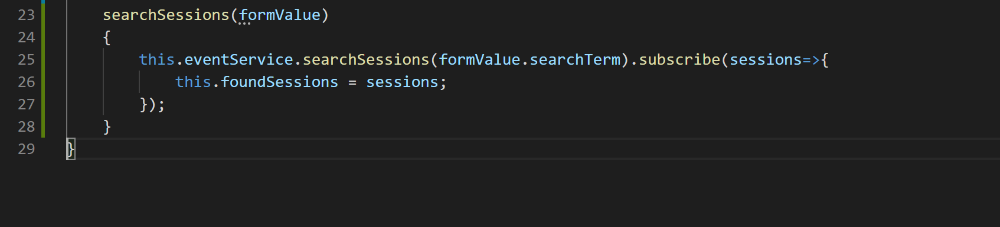 23 searchSessions(formValue)
24 {
25 this.eventService.searchSessions(formValue.searchTerm).subscribe(sessions=>{
26 this.foundSessions = sessions;
27 });
28 }
29 }